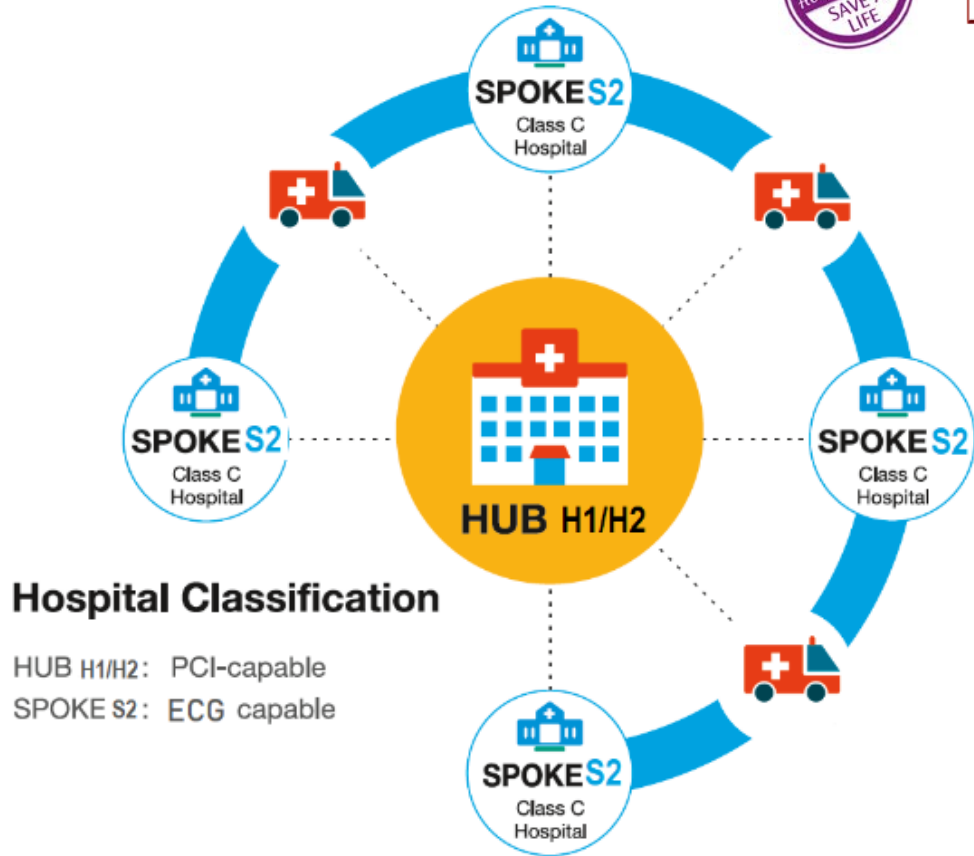 SAVE
LIFE
SPOKE S2
Class C
Hospital
SPOKE S2
Class C
Hospital
SPOKE S2
Class C
Hospital
HUB H1/H2
Hospital Classification
HUB H1/H2: PCI-capable
SPOKE S2: ECG capable
SPOKE S2
Class C
Hospital